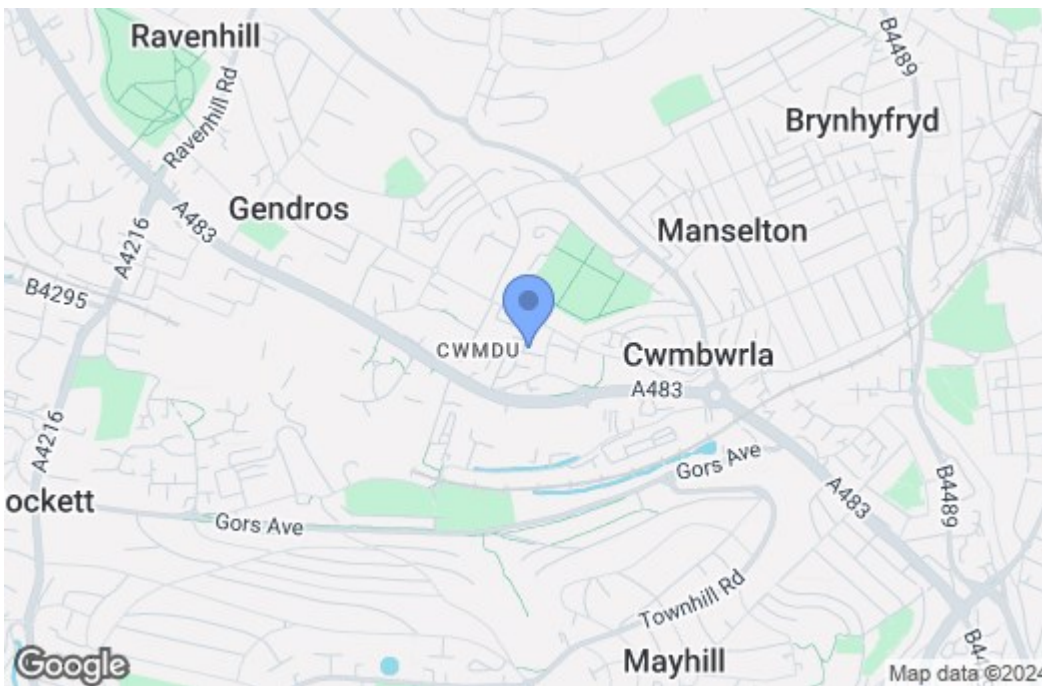 Ravenhill
B4489
Ravenhill Rd
Brynhyfryd
Gendros
A483
A4216
Manselton
B4295
CWMDU
Cwmbwrla
A483
A4216
Gors Ave
A483
B4489
ockett
Gors Ave
Townhill Rd
Mayhill
B44
Google
Map data ©2024